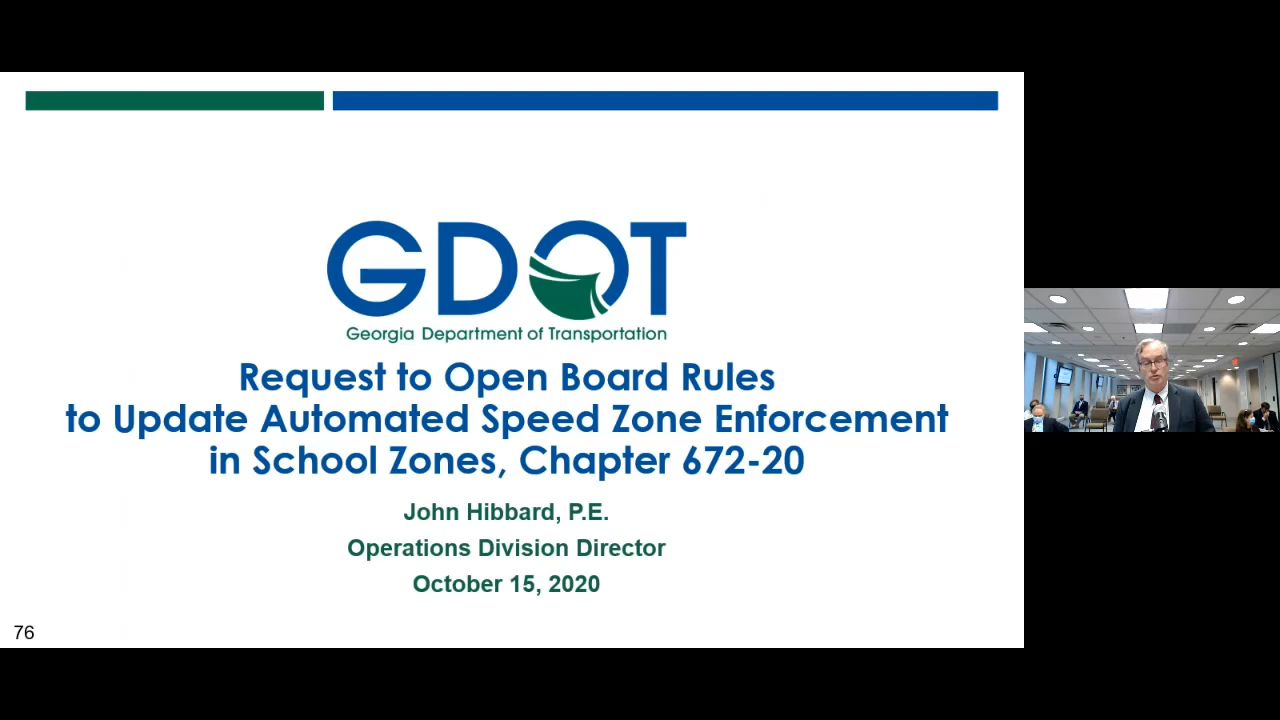 GDOT
Georgia Department of Transportation
Request to Open Board Rules
to Update Automated Speed Zone Enforcement
in School Zones, Chapter 672-20
John Hibbard, P.E.
Operations Division Director
October 15, 2020
76